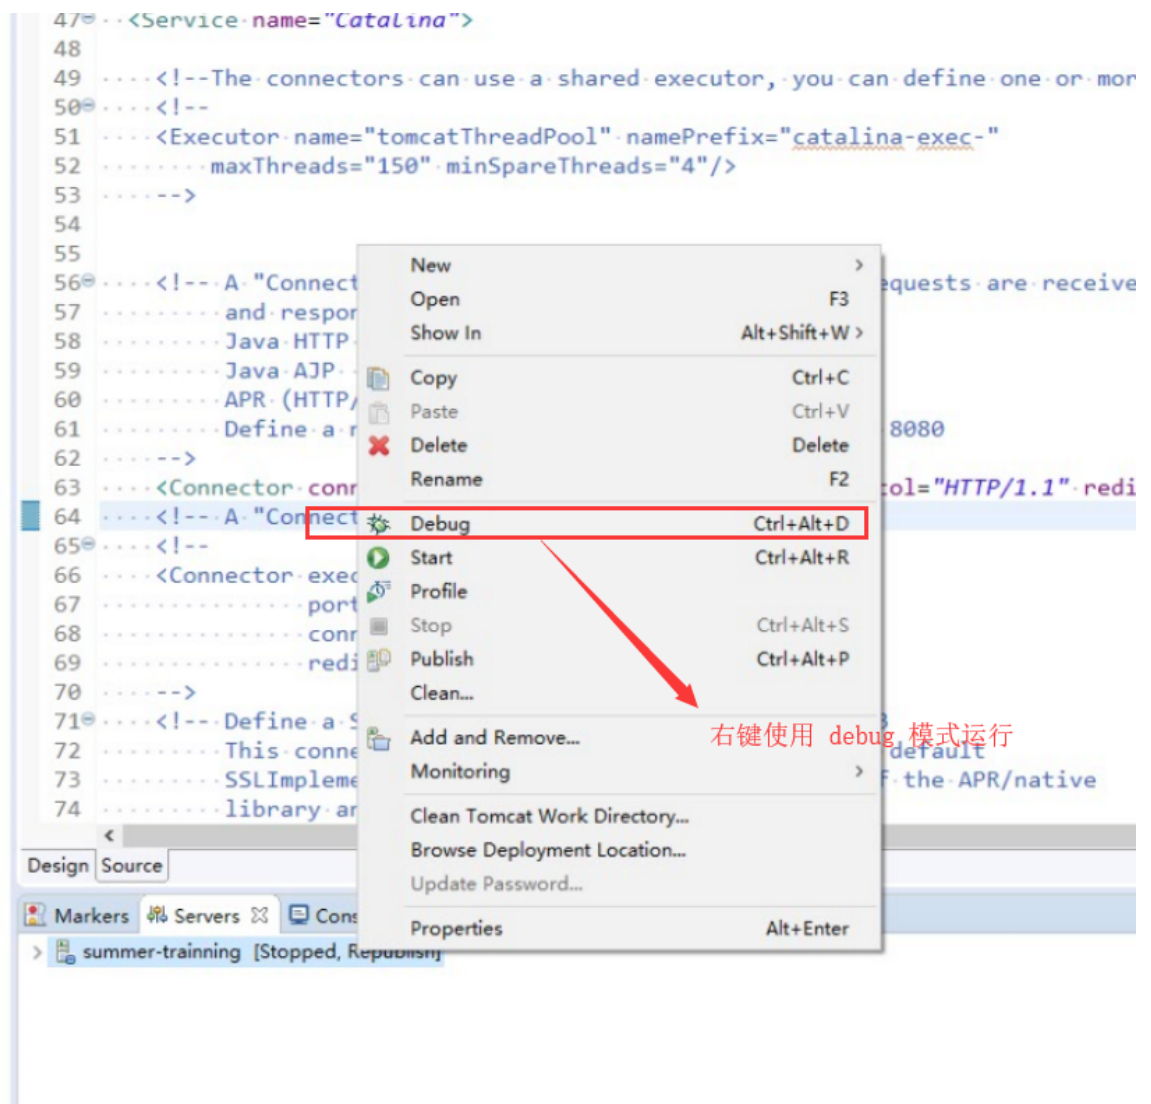 47 <Service name="Catalina">
48
49 <!--The connectors can use a shared executor, you can define one or mor
50 <!--
51 <Executor name="tomcatThreadPool" namePrefix="catalina-exec-"
52 maxThreads="150" minSpareThreads="4"/>
53 -->
54
55
56 <!-- A "Connect equests are receive
57 and respor
58 Java HTTP
59 Java AJP
60 APR (HTTP/
61 Define a r 8080
62 -->
63 <Connector conr col="HTTP/1.1" redi
64 <!-- A "Connect
65 <!--
66 <Connector exec
67 port
68 conr
69 redi
70 -->
71 <!-- Define a S 3
72 This conne default
73 SSLImpleme f the APR/native
74 library ar
New
Open F3
Show In Alt+Shift+W
Copy Ctrl+C
Paste Ctrl+V
Delete Delete
Rename F2
Debug Ctrl+Alt+D
Start Ctrl+Alt+R
Profile
Stop Ctrl+Alt+S
Publish Ctrl+Alt+P
Clean...
Add and Remove...
Monitoring
Clean Tomcat Work Directory...
Browse Deployment Location...
Update Password...
Properties Alt+Enter
右键使用 debug 模式运行
Design Source
Markers Servers Cons
summer-trainning [Stopped, Republish]